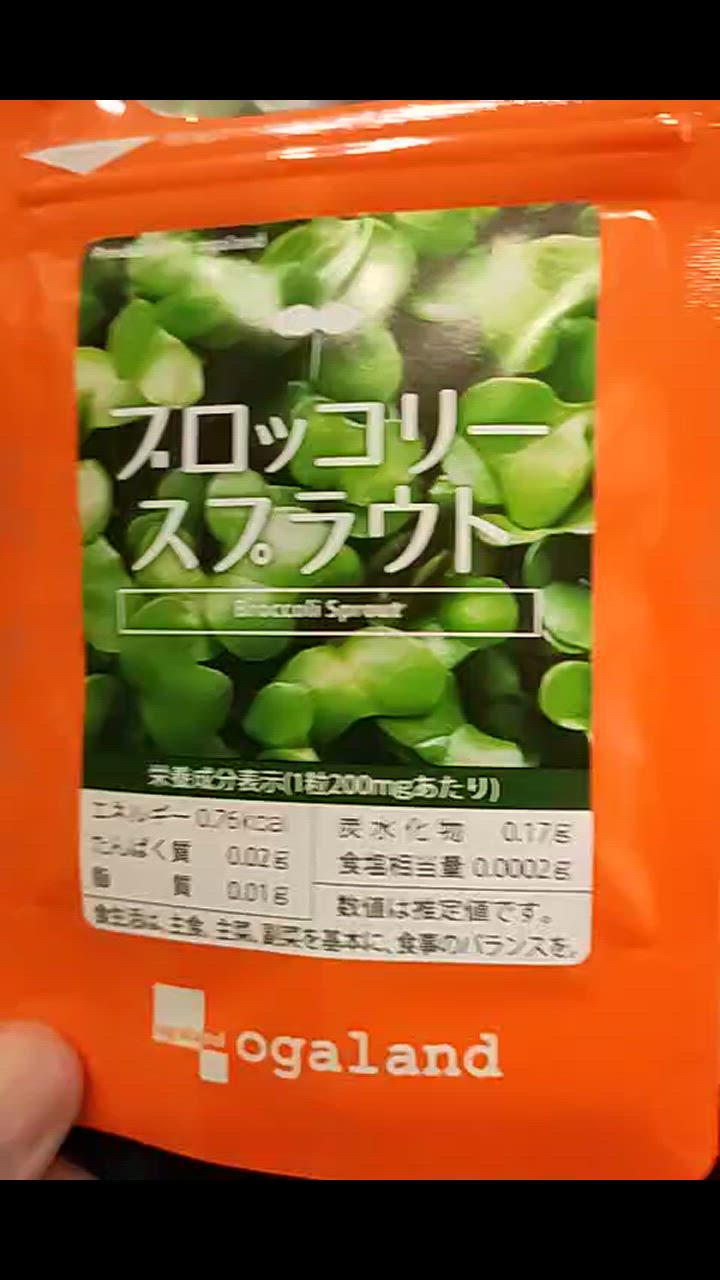 ブロッコリー
スプラウト
Broccoli Sprout
栄養成分表示(1粒200mgあたり)
エネルギー 0.76kcal
たんぱく質 0.02g
脂 質 0.01g
炭水化物 0.17g
食塩相当量 0.0002g
数値は推定値です。
食生活は、主食、主菜、副菜を基本に、食事のバランスを。
ogaland